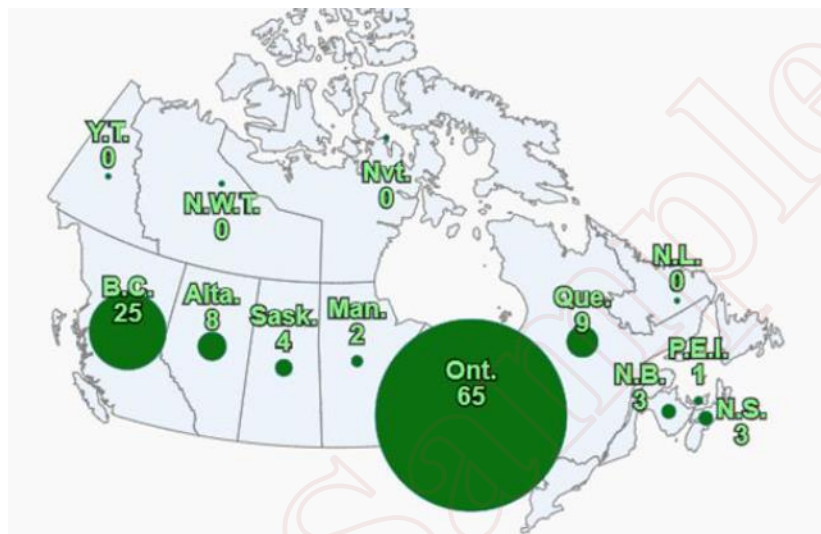 Y.T.
0
N.W.T.
0
Nvt.
0
B.C.
25
Alta.
8
Sask.
4
Man.
2
Ont.
65
Que.
9
N.L.
0
P.E.I.
1
N.B.
3
N.S.
3
Sample